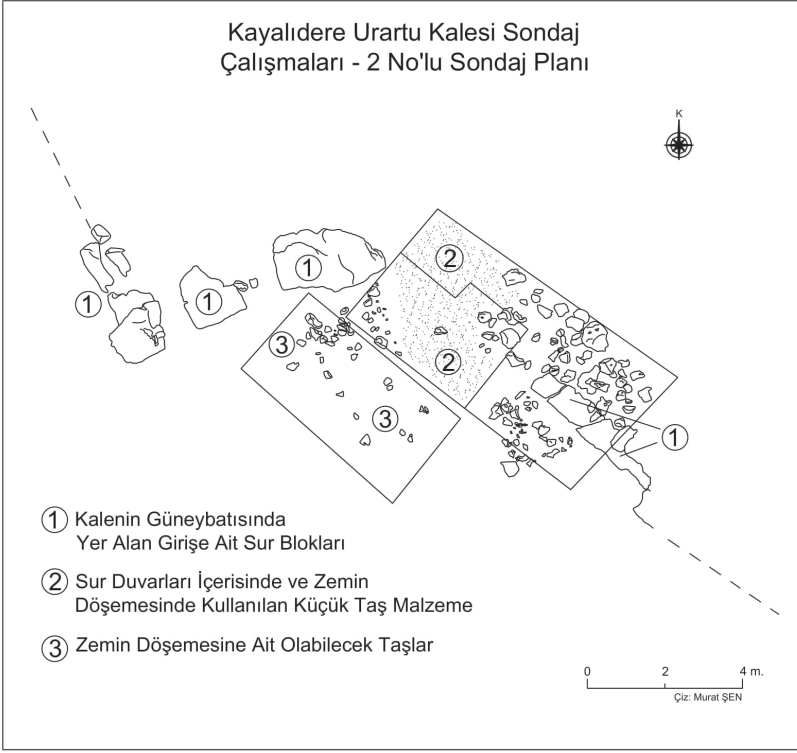 Kayalıdere Urartu Kalesi Sondaj
Çalışmaları - 2 No'lu Sondaj Planı
K
2
1
1
1
3
2
3
1
1 Kalenin Güneybatısında
Yer Alan Girişe Ait Sur Blokları
2 Sur Duvarları İçerisinde ve Zemin
Döşemesinde Kullanılan Küçük Taş Malzeme
3 Zemin Döşemesine Ait Olabilecek Taşlar
0 2 4 m.
Çiz: Murat ŞEN